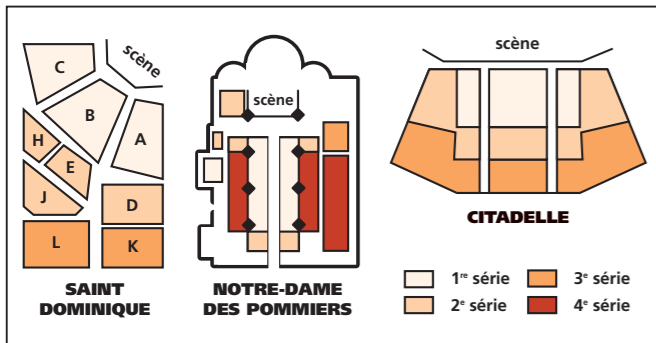 scène
C
B
A
H
E
J
D
L
K
SAINT
DOMINIQUE
scène
NOTRE-DAME
DES POMMIERS
scène
CITADELLE
1re série
2e série
3e série
4e série